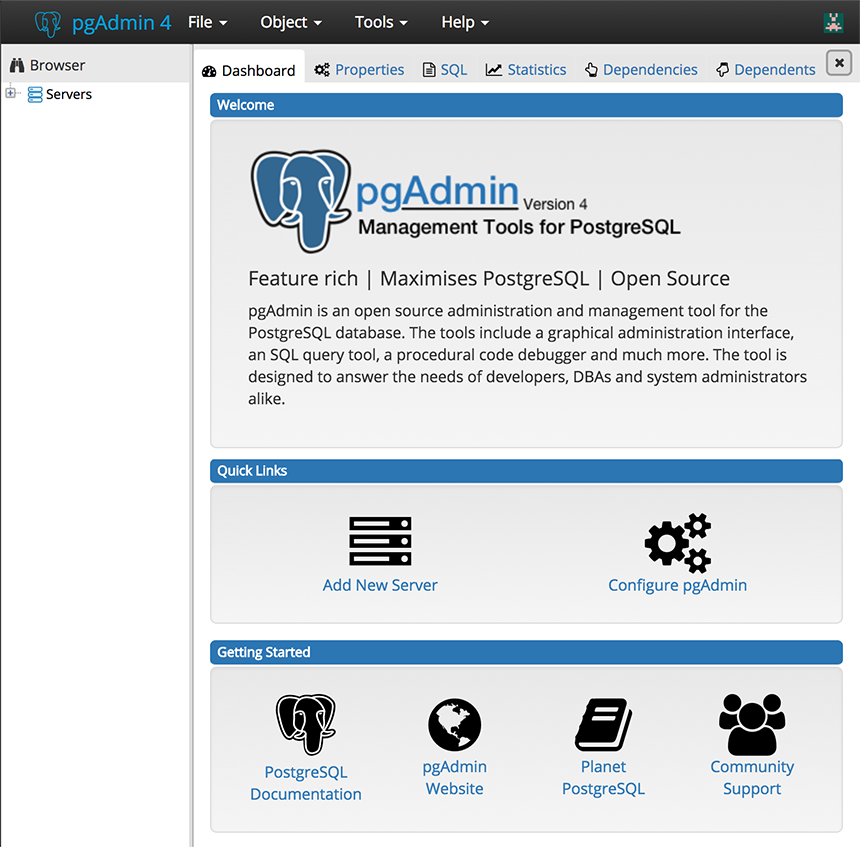 pgAdmin 4 File Object Tools Help
Browser
Servers
Dashboard Properties SQL Statistics Dependencies Dependents
Welcome
pgAdmin Version 4
Management Tools for PostgreSQL
Feature rich | Maximises PostgreSQL | Open Source
pgAdmin is an open source administration and management tool for the
PostgreSQL database. The tools include a graphical administration interface,
an SQL query tool, a procedural code debugger and much more. The tool is
designed to answer the needs of developers, DBAs and system administrators
alike.
Quick Links
Add New Server
Configure pgAdmin
Getting Started
PostgreSQL
Documentation
pgAdmin
Website
Planet
PostgreSQL
Community
Support